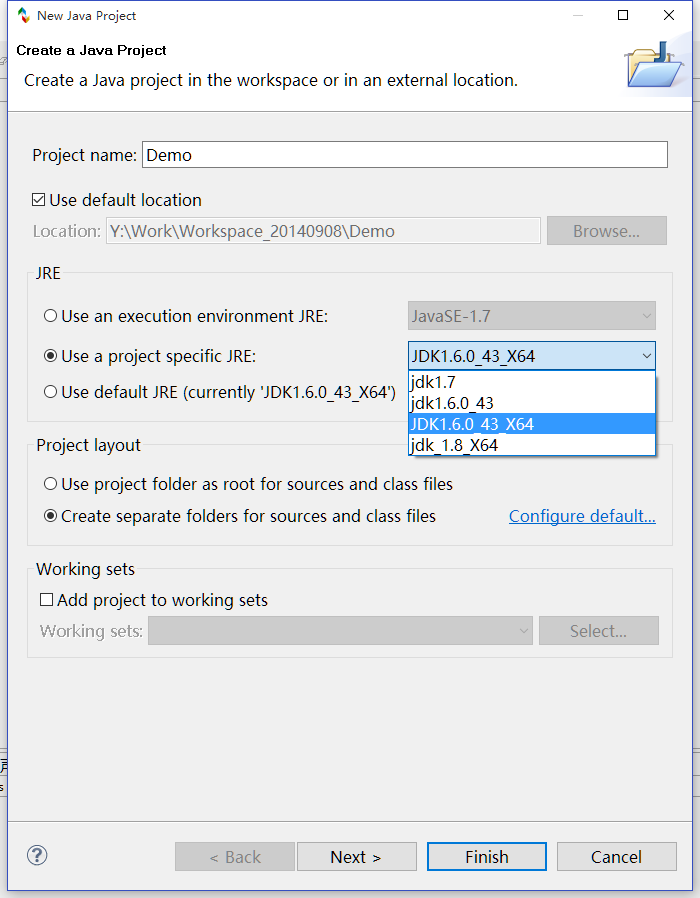 New Java Project
Create a Java Project
Create a Java project in the workspace or in an external location.
Project name: Demo
Use default location
Location: Y:\Work\Workspace_20140908\Demo Browse...
JRE
Use an execution environment JRE: JavaSE-1.7
Use a project specific JRE: JDK1.6.0_43_X64
jdk1.7
Use default JRE (currently 'JDK1.6.0_43_X64') jdk1.6.0_43
JDK1.6.0_43_X64
jdk_1.8_X64
Project layout
Use project folder as root for sources and class files
Create separate folders for sources and class files Configure default...
Working sets
Add project to working sets
Working sets: Select...
? < Back Next > Finish Cancel